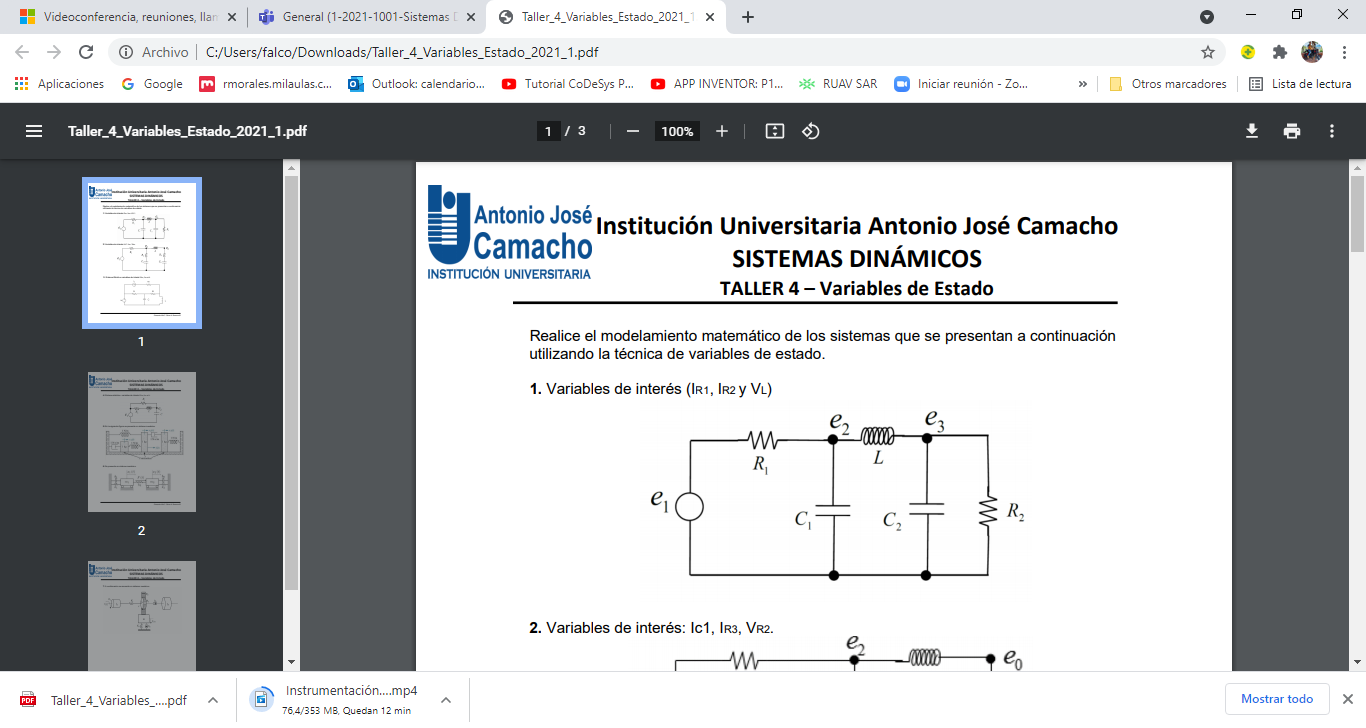 Videoconferencia, reuniones, llam
General (1-2021-1001-Sistemas D
Taller_4_Variables_Estado_2021_1
Archivo
C:/Users/falco/Downloads/Taller_4_Variables_Estado_2021_1.pdf
Aplicaciones
Google
rmorales.milaulas.c...
Outlook: calendario...
Tutorial CoDeSys P...
APP INVENTOR: P1...
RUAV SAR
Iniciar reunión - Zo...
»
Otros marcadores
Lista de lectura
Taller_4_Variables_Estado_2021_1.pdf
1 / 3
100%
1
2
Antonio José
Camacho
INSTITUCIÓN UNIVERSITARIA
Institución Universitaria Antonio José Camacho
SISTEMAS DINÁMICOS
TALLER 4 – Variables de Estado
Realice el modelamiento matemático de los sistemas que se presentan a continuación
utilizando la técnica de variables de estado.
1. Variables de interés (IR1, IR2 y VL)
e2
e3
R1
L
e1
C1
C2
R2
2. Variables de interés: Ic1, IR3, VR2.
e2
e0
PDF
Taller_4_Variables_....pdf
Instrumentación....mp4
76,4/353 MB, Quedan 12 min
Mostrar todo